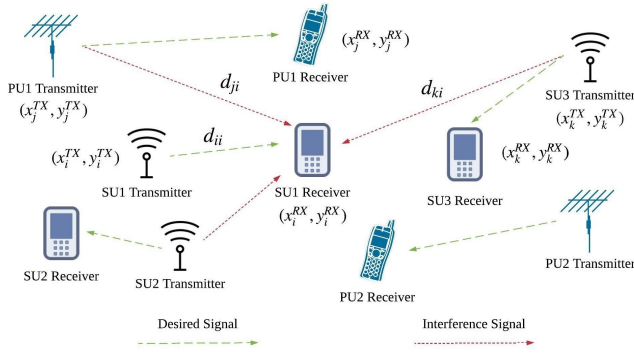 (x_j^{RX}, y_j^{RX})
PU1 Receiver
PU1 Transmitter
(x_j^{TX}, y_j^{TX})
d_{ji}
d_{ki}
SU3 Transmitter
(x_k^{TX}, y_k^{TX})
d_{ii}
(x_i^{TX}, y_i^{TX})
SU1 Transmitter
(x_k^{RX}, y_k^{RX})
SU1 Receiver
(x_i^{RX}, y_i^{RX})
SU3 Receiver
SU2 Receiver
SU2 Transmitter
PU2 Receiver
PU2 Transmitter
Desired Signal
Interference Signal